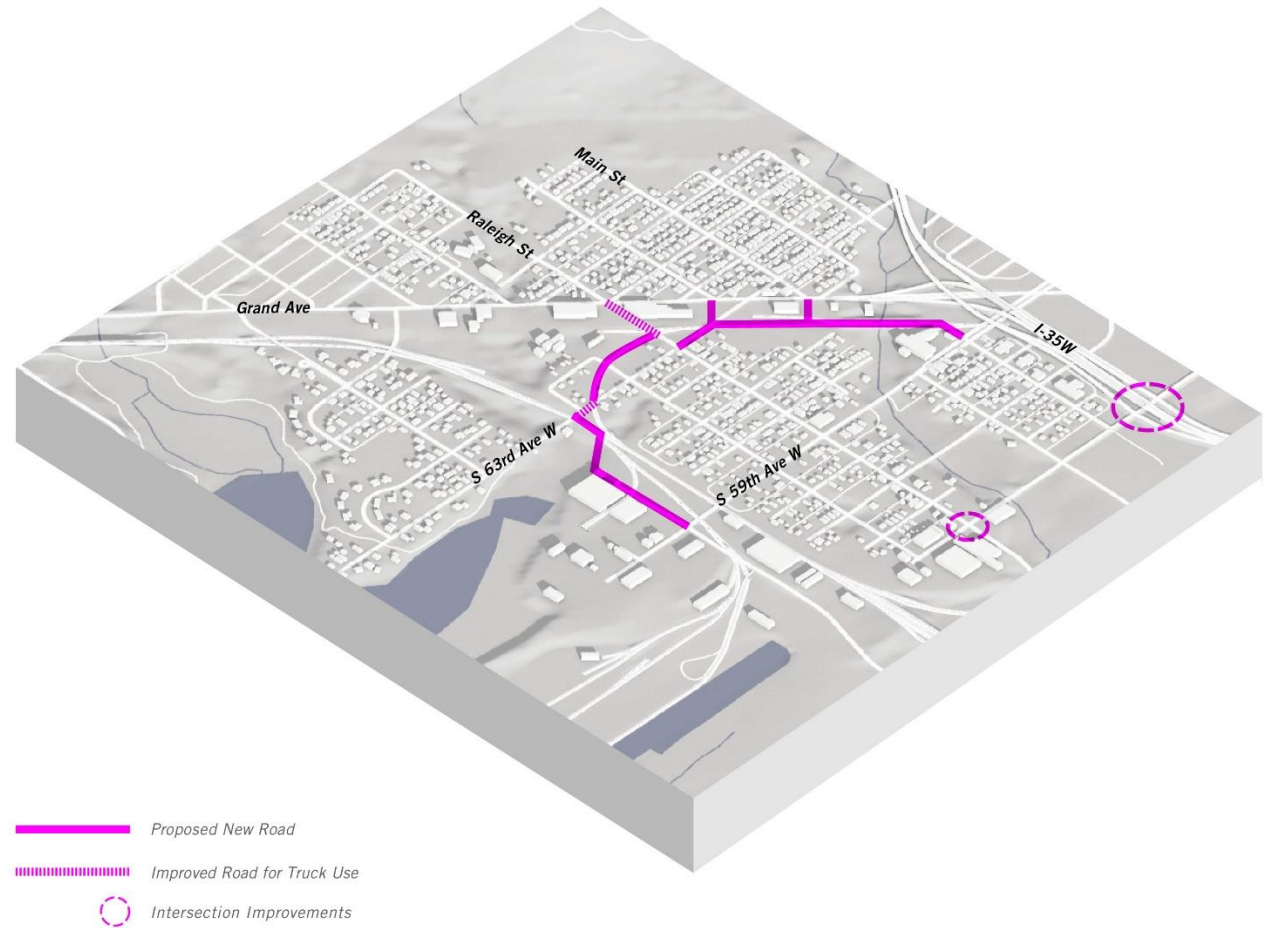 Main St
Raleigh St
Grand Ave
I-35W
S 63rd Ave W
S 59th Ave W
Proposed New Road
Improved Road for Truck Use
Intersection Improvements